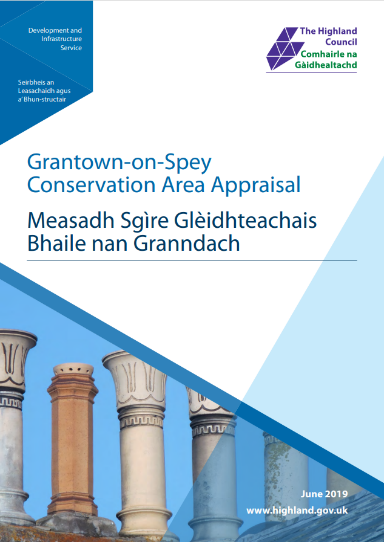 Development and
Infrastructure
Service
Seirbheis an
Leasachaidh agus
a' Bhun-structair
The Highland
Council
Comhairle na
Gàidhealtachd
Grantown-on-Spey
Conservation Area Appraisal
Measadh Sgìre Glèidhteachais
Bhaile nan Granndach
June 2019
www.highland.gov.uk